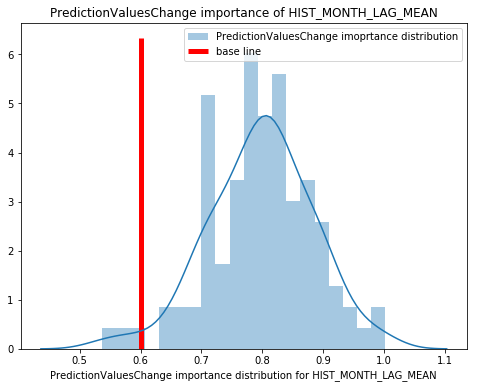 PredictionValuesChange importance of HIST_MONTH_LAG_MEAN
PredictionValuesChange imoprtance distribution
base line
6
5
4
3
2
1
0
0.5 0.6 0.7 0.8 0.9 1.0 1.1
PredictionValuesChange importance distribution for HIST_MONTH_LAG_MEAN